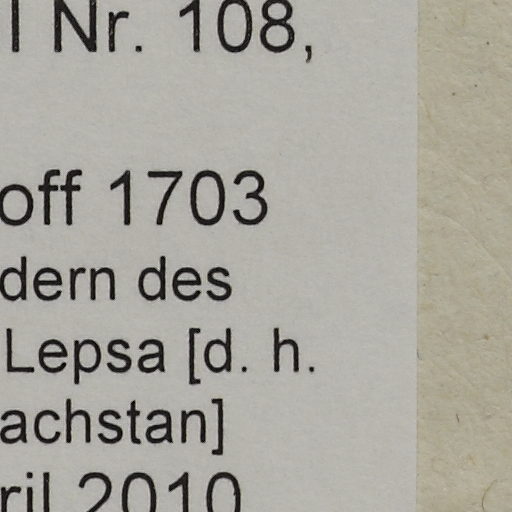 l Nr. 108,
off 1703
dern des
Lepsa [d. h.
achstan]
ril 2010